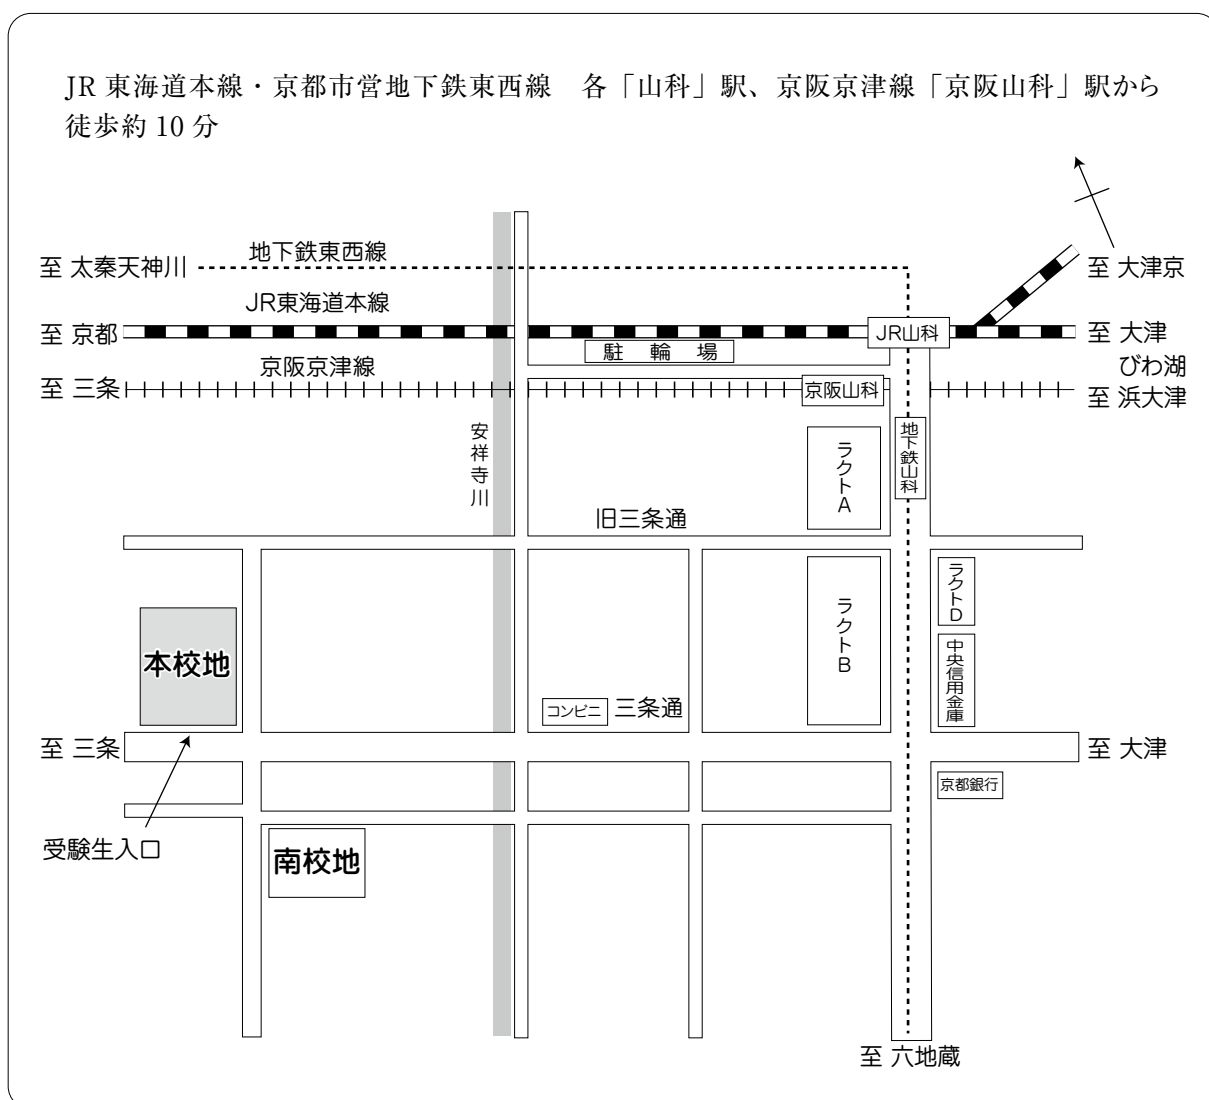 JR 東海道本線・京都市営地下鉄東西線　各「山科」駅、京阪京津線「京阪山科」駅から
徒歩約 10 分
地下鉄東西線
至 太秦天神川
至 大津京
JR東海道本線
至 京都
JR山科
至 大津
駐輪場
びわ湖
京阪京津線
至 三条
京阪山科
至 浜大津
安祥寺川
ラクトA
地下鉄山科
旧三条通
ラクトB
ラクトD
本校地
中央信用金庫
コンビニ
三条通
至 三条
至 大津
京都銀行
受験生入口
南校地
至 六地蔵